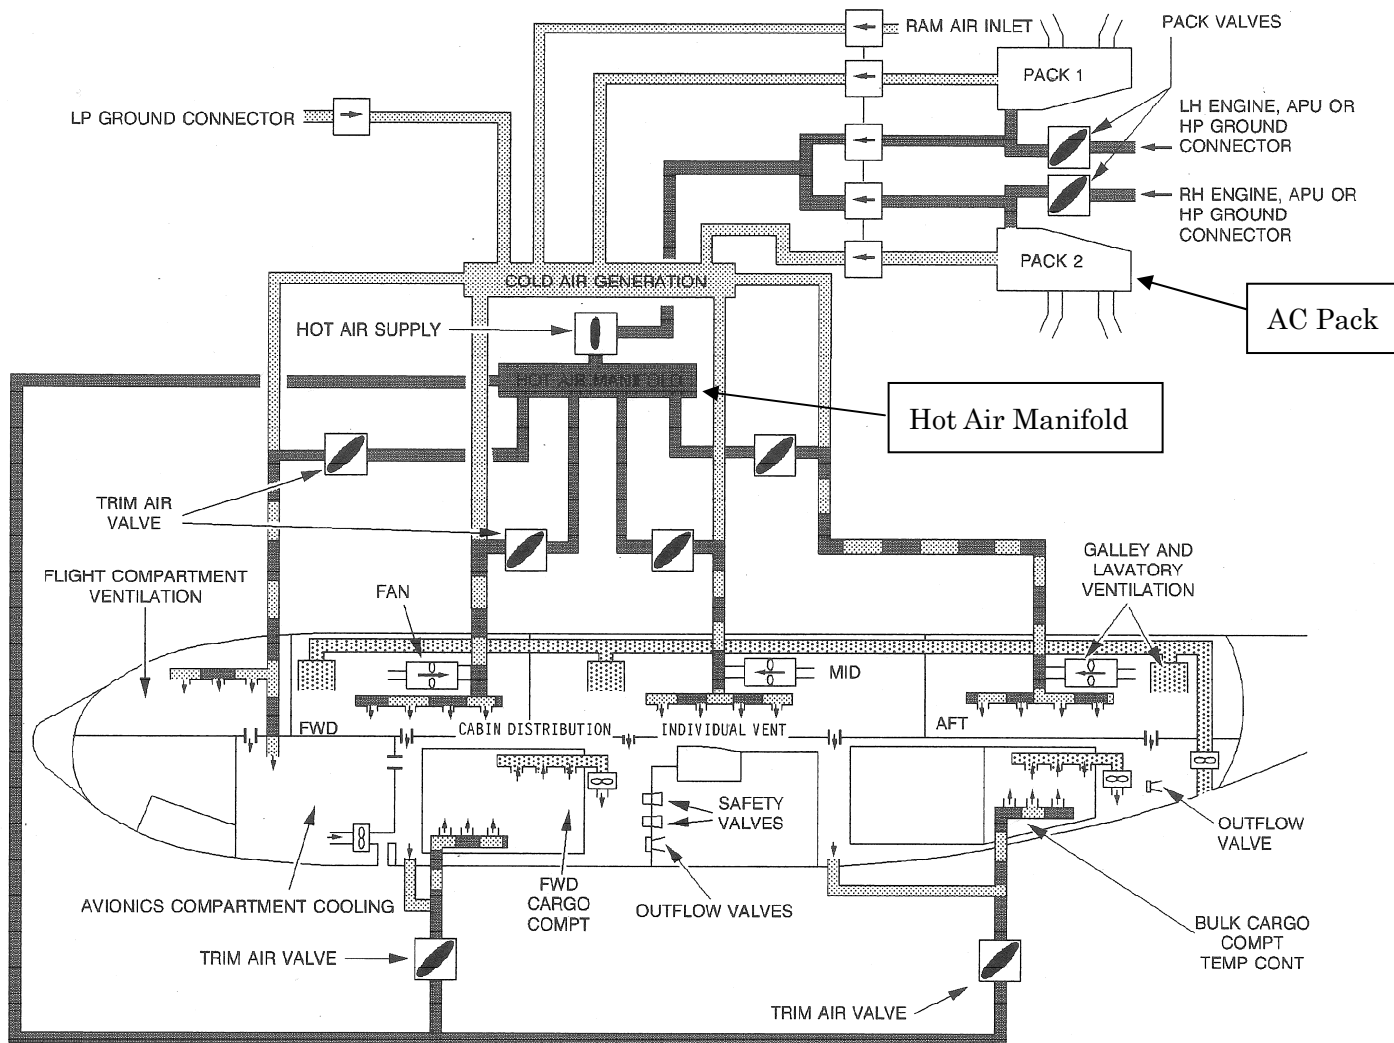 RAM AIR INLET
PACK VALVES
PACK 1
LP GROUND CONNECTOR
LH ENGINE, APU OR
HP GROUND
CONNECTOR
RH ENGINE, APU OR
HP GROUND
CONNECTOR
PACK 2
COLD AIR GENERATION
AC Pack
HOT AIR SUPPLY
HOT AIR MANIFOLD
Hot Air Manifold
TRIM AIR
VALVE
FLIGHT COMPARTMENT
VENTILATION
FAN
GALLEY AND
LAVATORY
VENTILATION
MID
FWD
CABIN DISTRIBUTION
INDIVIDUAL VENT
AFT
SAFETY
VALVES
OUTFLOW
VALVE
AVIONICS COMPARTMENT COOLING
FWD
CARGO
COMPT
OUTFLOW VALVES
BULK CARGO
COMPT
TEMP CONT
TRIM AIR VALVE
TRIM AIR VALVE